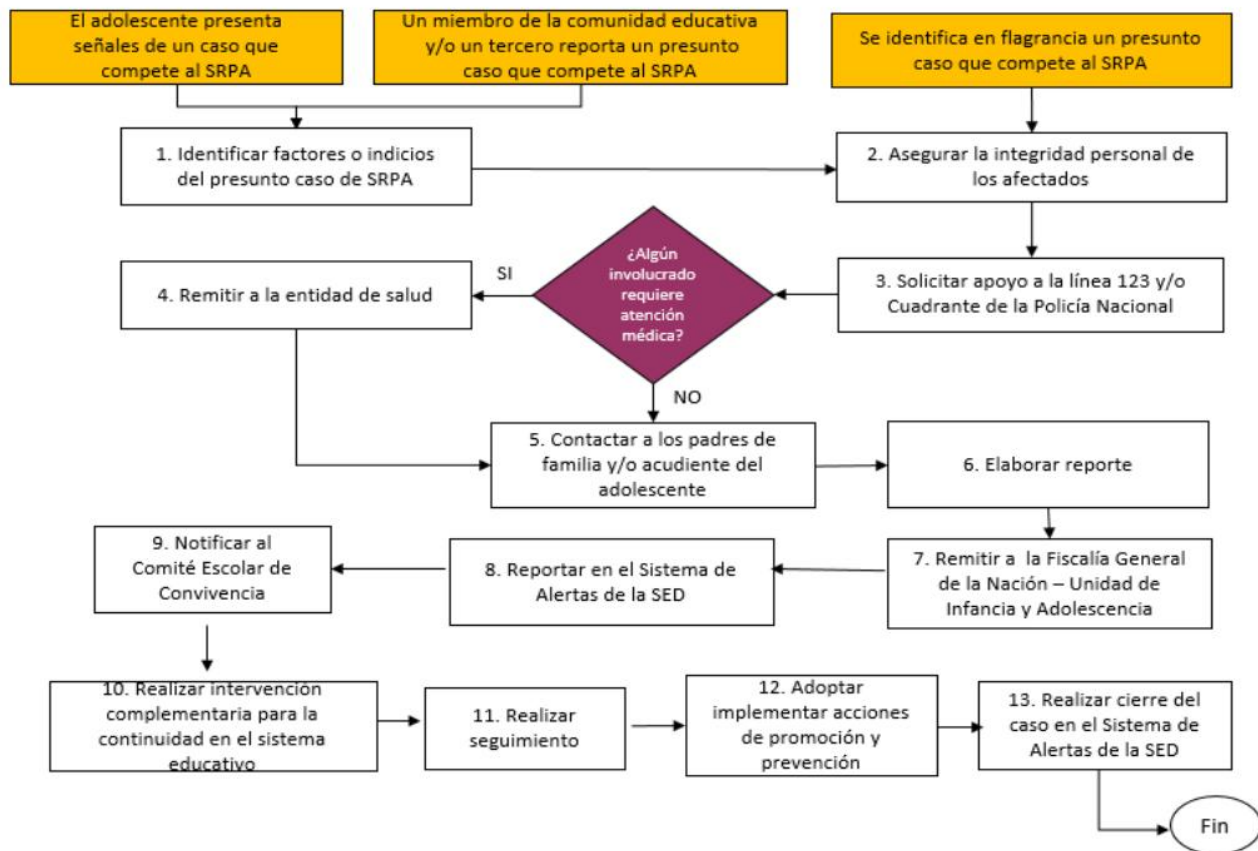 El adolescente presenta
señales de un caso que
compete al SRPA
Un miembro de la comunidad educativa
y/o un tercero reporta un presunto
caso que compete al SRPA
Se identifica en flagrancia un presunto
caso que compete al SRPA
1. Identificar factores o indicios
del presunto caso de SRPA
2. Asegurar la integridad personal de
los afectados
¿Algún
involucrado
requiere
atención
médica?
SI
4. Remitir a la entidad de salud
3. Solicitar apoyo a la línea 123 y/o
Cuadrante de la Policía Nacional
NO
5. Contactar a los padres de
familia y/o acudiente del
adolescente
6. Elaborar reporte
9. Notificar al
Comité Escolar de
Convivencia
8. Reportar en el Sistema de
Alertas de la SED
7. Remitir a la Fiscalía General
de la Nación – Unidad de
Infancia y Adolescencia
10. Realizar intervención
complementaria para la
continuidad en el sistema
educativo
11. Realizar
seguimiento
12. Adoptar
implementar acciones
de promoción y
prevención
13. Realizar cierre del
caso en el Sistema de
Alertas de la SED
Fin